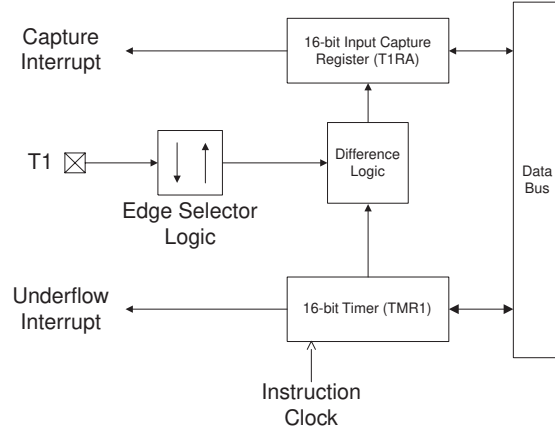 Capture
Interrupt
16-bit Input Capture
Register (T1RA)
T1
Edge Selector
Logic
Difference
Logic
Data
Bus
Underflow
Interrupt
16-bit Timer (TMR1)
Instruction
Clock